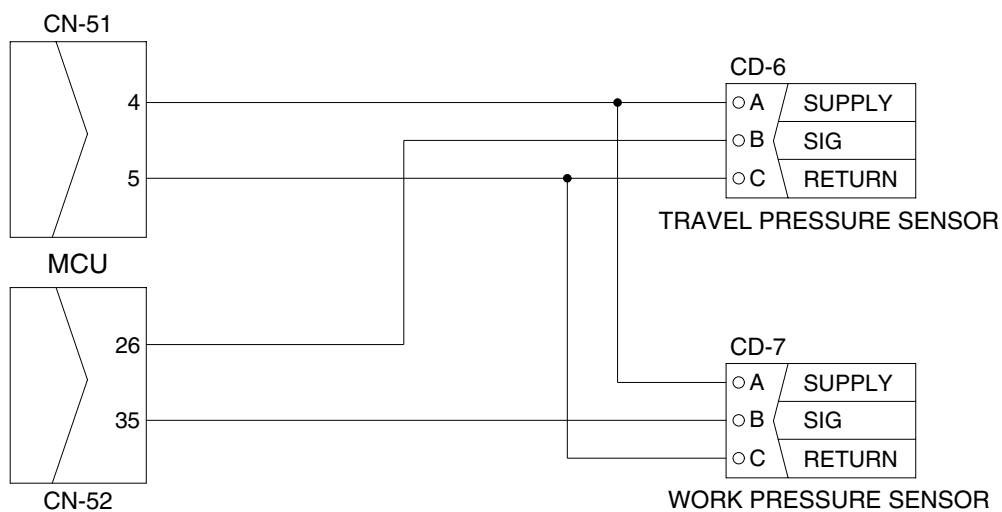 CN-51
4
5
MCU
26
35
CN-52
CD-6
A SUPPLY
B SIG
C RETURN
TRAVEL PRESSURE SENSOR
CD-7
A SUPPLY
B SIG
C RETURN
WORK PRESSURE SENSOR